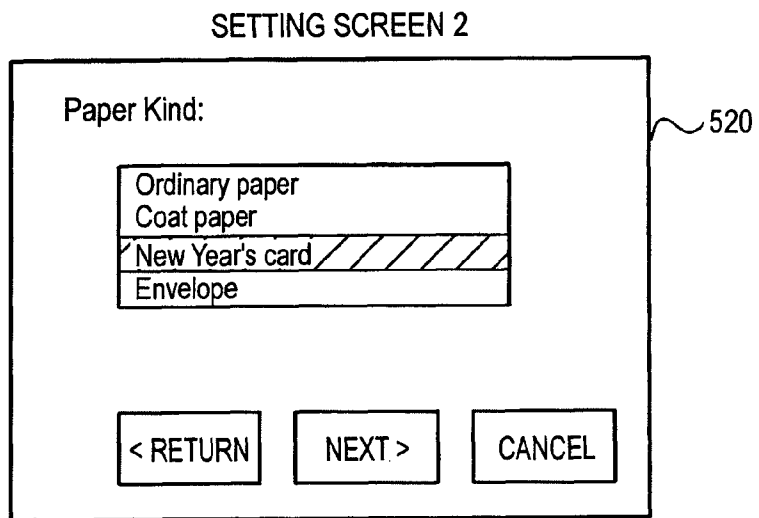 SETTING SCREEN 2
Paper Kind:
520
Ordinary paper
Coat paper
New Year's card
Envelope
< RETURN
NEXT >
CANCEL